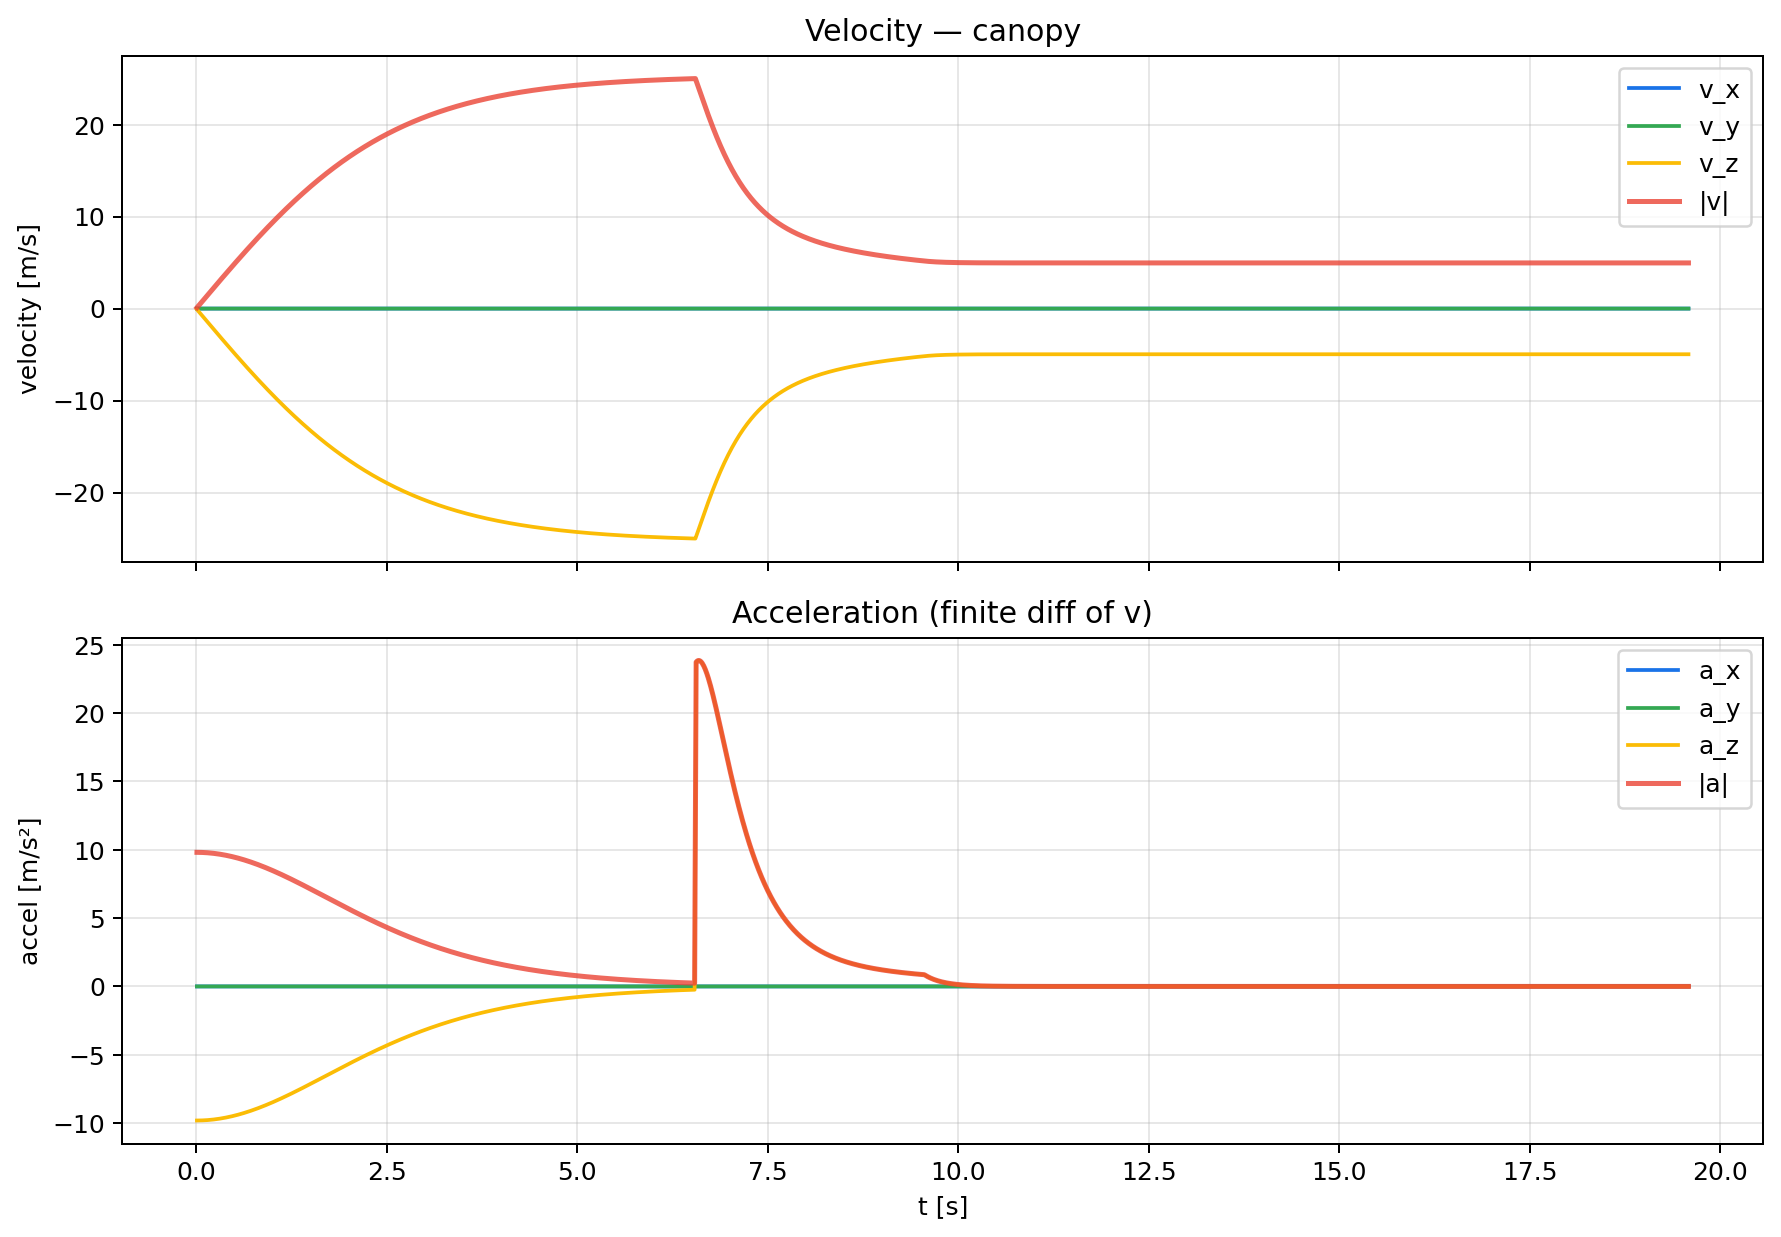 Velocity — canopy
velocity [m/s]
20
10
0
−10
−20
v_x
v_y
v_z
|v|
Acceleration (finite diff of v)
accel [m/s²]
25
20
15
10
5
0
−5
−10
a_x
a_y
a_z
|a|
0.0 2.5 5.0 7.5 10.0 12.5 15.0 17.5 20.0
t [s]